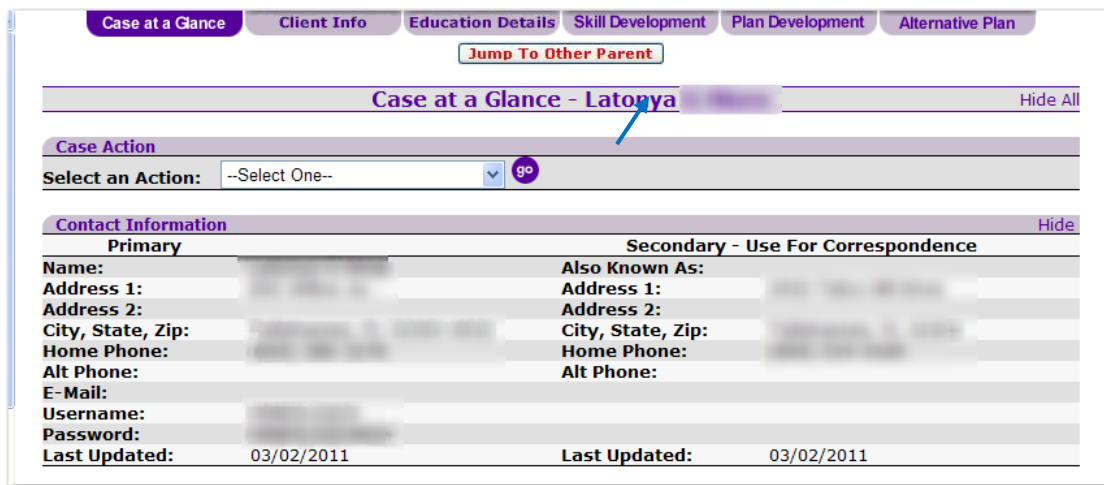 Case at a Glance Client Info Education Details Skill Development Plan Development Alternative Plan
Jump To Other Parent
Case at a Glance - Latonya Hide All
Case Action
Select an Action: --Select One-- go
Contact Information Hide
Primary Secondary - Use For Correspondence
Name: Also Known As:
Address 1: Address 1:
Address 2: Address 2:
City, State, Zip: City, State, Zip:
Home Phone: Home Phone:
Alt Phone: Alt Phone:
E-Mail:
Username:
Password:
Last Updated: 03/02/2011 Last Updated: 03/02/2011